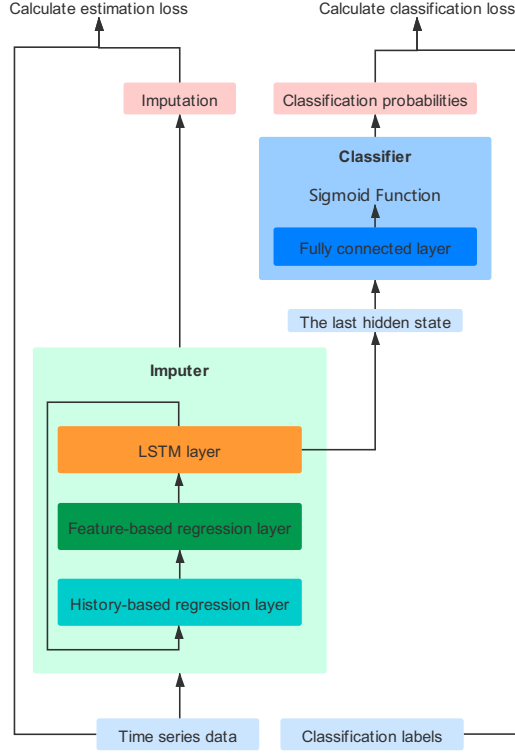 Calculate estimation loss
Calculate classification loss
Imputation
Classification probabilities
Classifier
Sigmoid Function
Fully connected layer
The last hidden state
Imputer
LSTM layer
Feature-based regression layer
History-based regression layer
Time series data
Classification labels